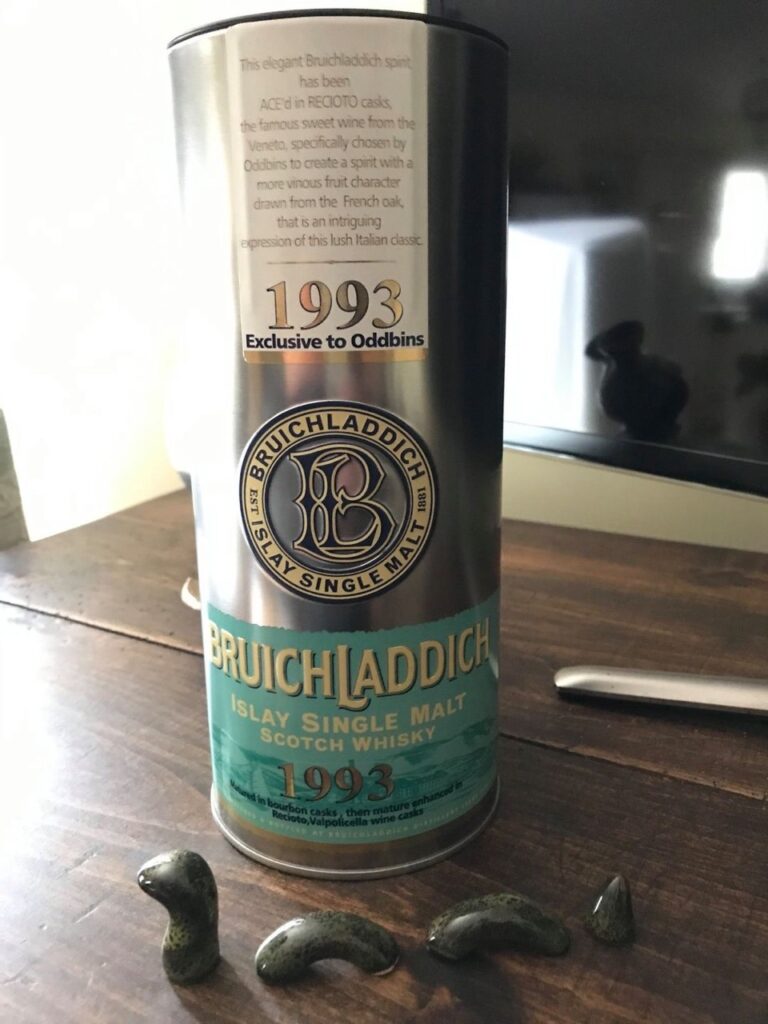 This elegant Bruichladdich spirit
has been
ACE'd in RECIOTO casks,
the famous sweet wine from the
Veneto, specifically chosen by
Oddbins to create a spirit with a
more vinous fruit character
drawn from the French oak,
that is an intriguing
expression of this lush Italian classic.
1993
Exclusive to Oddbins
BRUICHLADDICH
EST 1881
B
ISLAY SINGLE MALT
BRUICHLADDICH
ISLAY SINGLE MALT
SCOTCH WHISKY
1993
Matured in bourbon casks, then mature enhanced in
Recioto,Valpolicella wine casks
BOTTLED AT BRUICHLADDICH